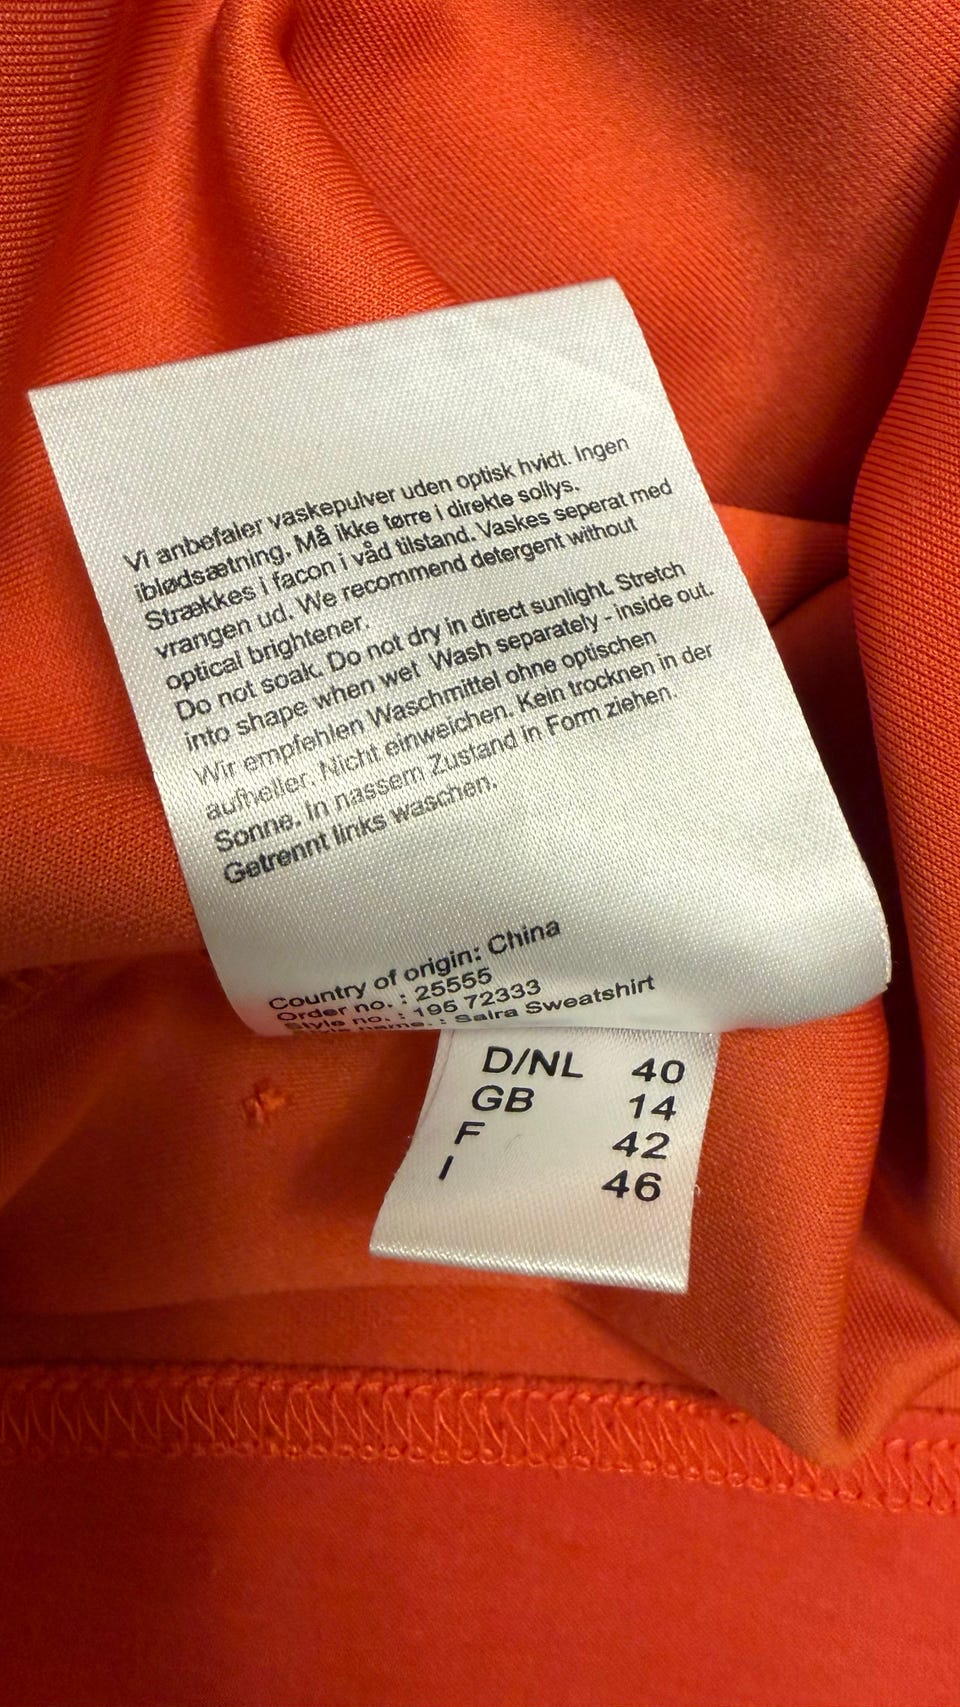 Vi anbefaler vaskepulver uden optisk hvidt. Ingen
iblødsætning. Må ikke tørre i direkte sollys.
Strækkes i facon i våd tilstand. Vaskes seperat med
vrangen ud. We recommend detergent without
optical brightener.
Do not soak. Do not dry in direct sunlight. Stretch
into shape when wet Wash separately - inside out.
Wir empfehlen Waschmittel ohne optischen
aufheller. Nicht einweichen. Kein trocknen in der
Sonne. In nassem Zustand in Form ziehen.
Getrennt links waschen.
Country of origin: China
Order no. : 25555
Style no. : 195 72333
name. : Saira Sweatshirt
D/NL 40
GB 14
F 42
I 46